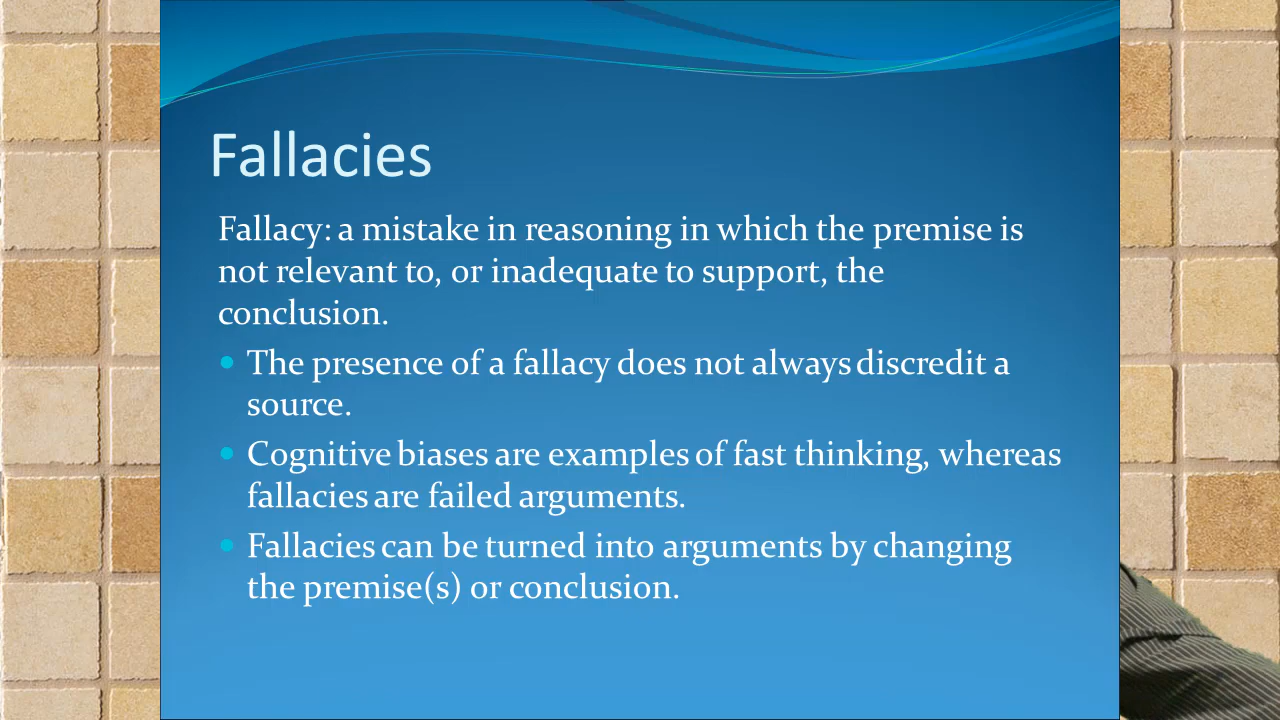 Fallacies
Fallacy: a mistake in reasoning in which the premise is
not relevant to, or inadequate to support, the
conclusion.
• The presence of a fallacy does not always discredit a
source.
• Cognitive biases are examples of fast thinking, whereas
fallacies are failed arguments.
• Fallacies can be turned into arguments by changing
the premise(s) or conclusion.